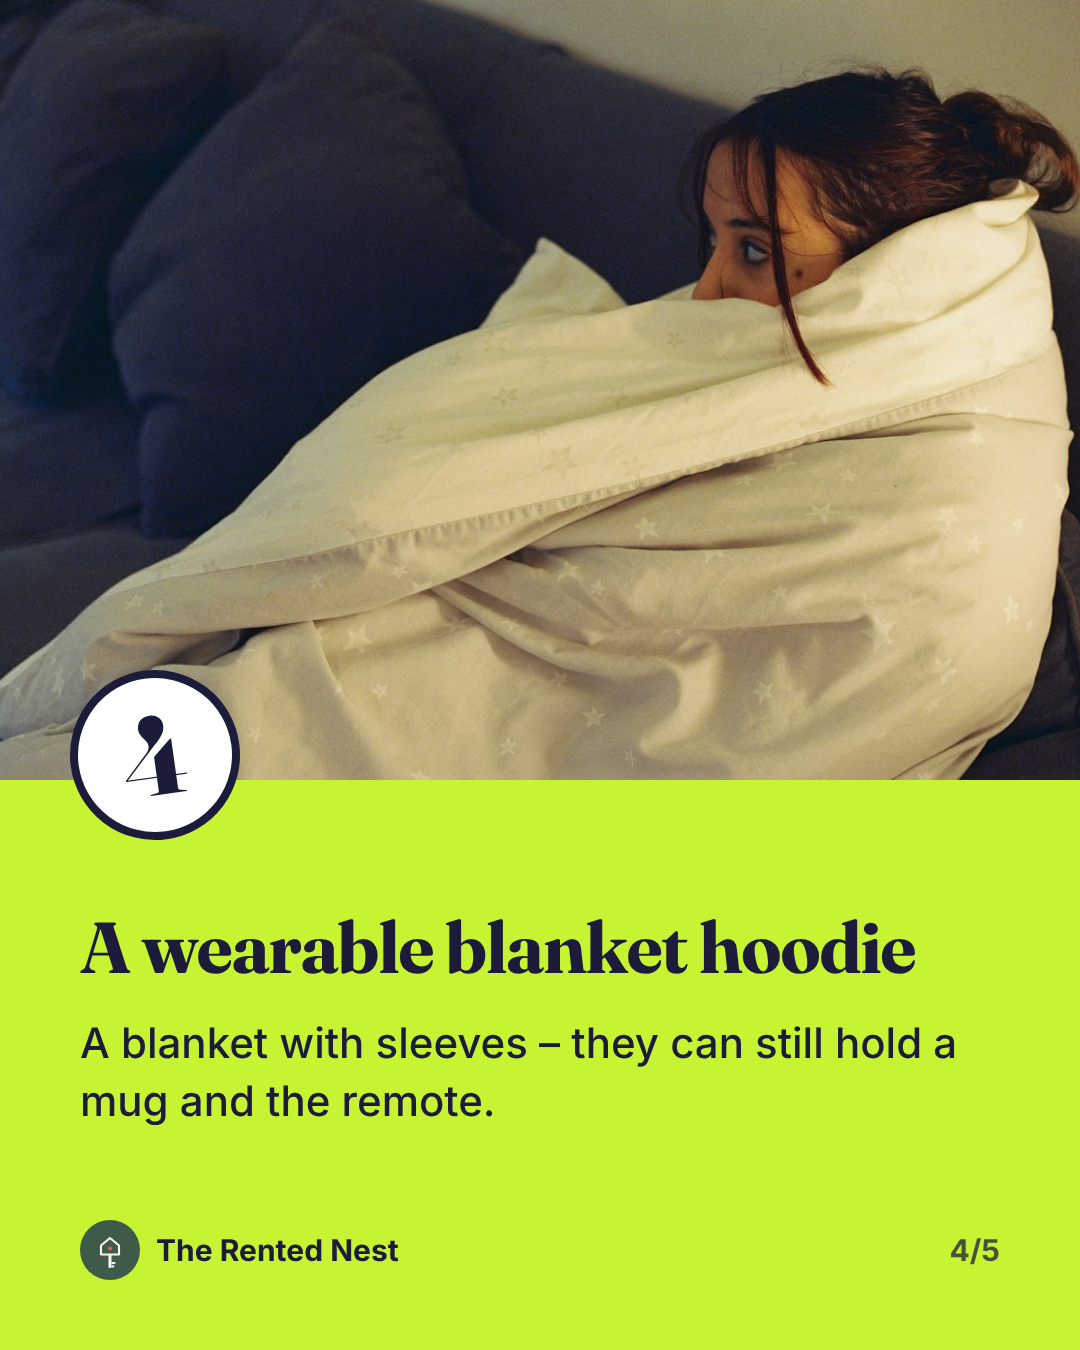 4
A wearable blanket hoodie
A blanket with sleeves – they can still hold a
mug and the remote.
The Rented Nest
4/5